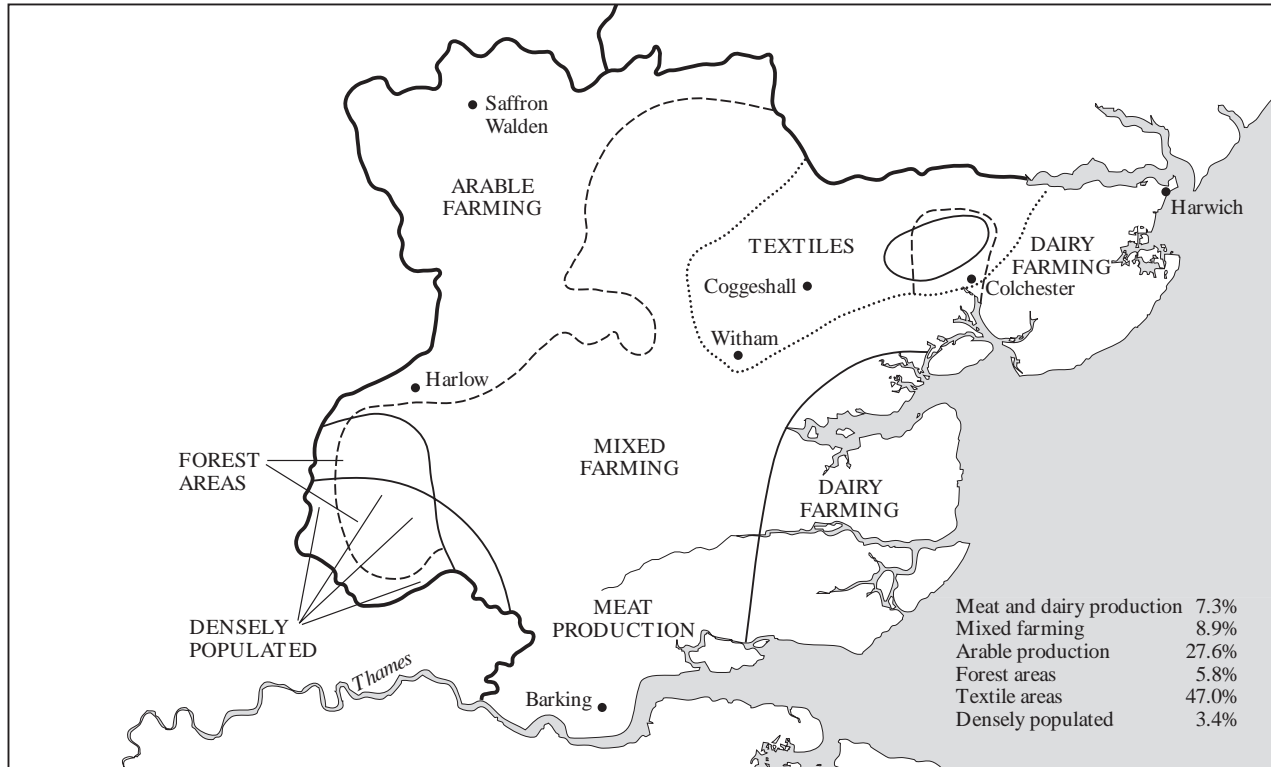 Saffron
Walden
ARABLE
FARMING
Harwich
TEXTILES
DAIRY
FARMING
Coggeshall
Colchester
Witham
Harlow
FOREST
AREAS
MIXED
FARMING
DAIRY
FARMING
DENSELY
POPULATED
MEAT
PRODUCTION
Thames
Barking
Meat and dairy production 7.3%
Mixed farming 8.9%
Arable production 27.6%
Forest areas 5.8%
Textile areas 47.0%
Densely populated 3.4%